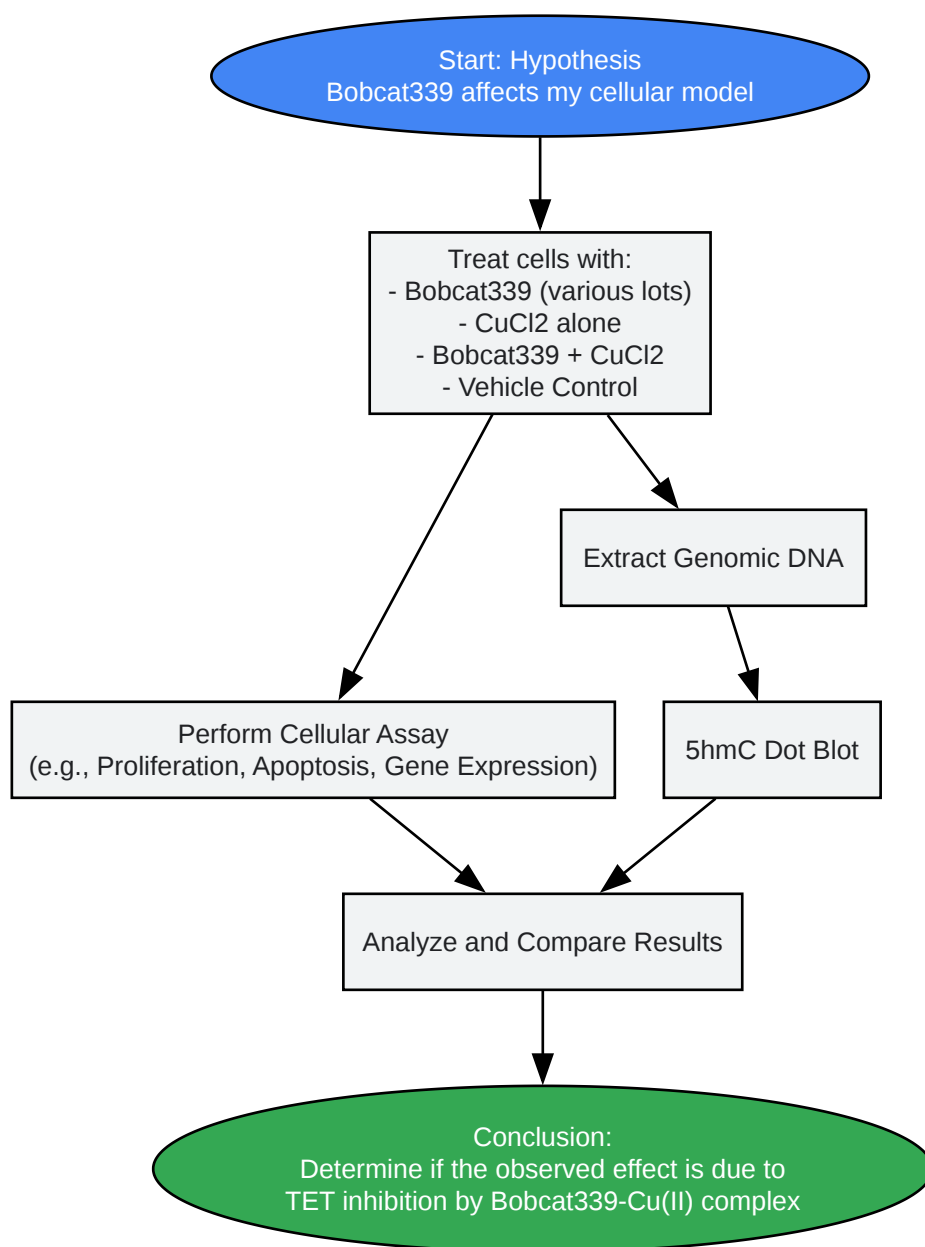 Start: Hypothesis
Bobcat339 affects my cellular model
Treat cells with:
- Bobcat339 (various lots)
- CuCl2 alone
- Bobcat339 + CuCl2
- Vehicle Control
Extract Genomic DNA
Perform Cellular Assay
(e.g., Proliferation, Apoptosis, Gene Expression)
5hmC Dot Blot
Analyze and Compare Results
Conclusion:
Determine if the observed effect is due to
TET inhibition by Bobcat339-Cu(II) complex